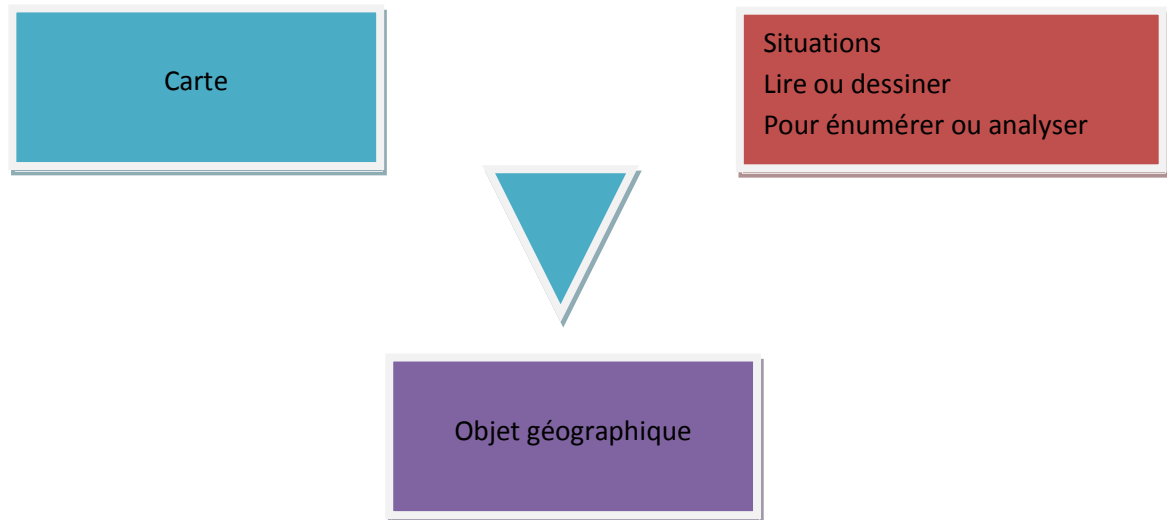 Carte
Situations
Lire ou dessiner
Pour énumérer ou analyser
Objet géographique